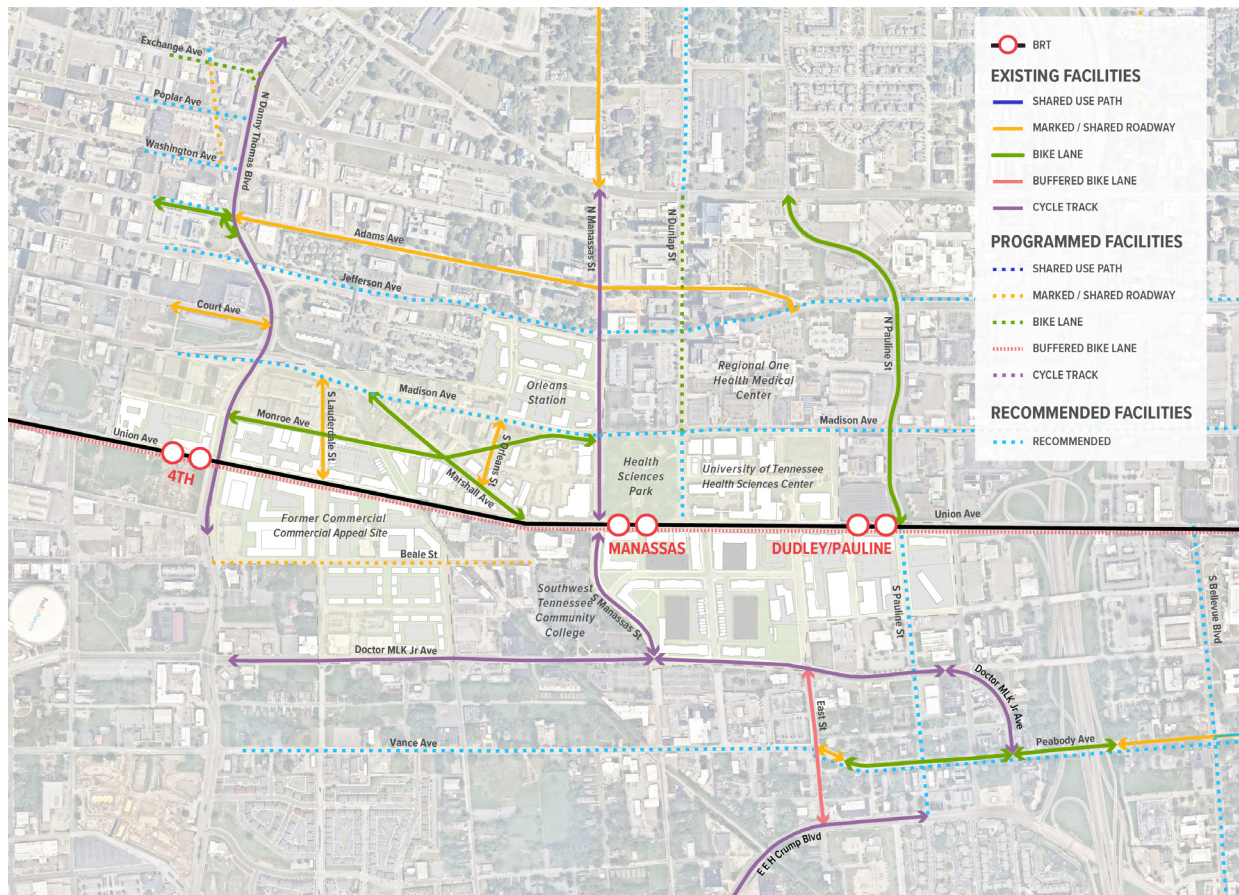 Exchange Ave
Poplar Ave
Washington Ave
N Danny Thomas Blvd
Adams Ave
Jefferson Ave
Court Ave
N Manassas St
N Dunlap St
N Pauline St
Madison Ave
Monroe Ave
S Lauderdale St
Orleans
Station
S Orleans St
Marshall Ave
Regional One
Health Medical
Center
Madison Ave
Health
Sciences
Park
University of Tennessee
Health Sciences Center
Union Ave
4TH
MANASSAS
DUDLEY/PAULINE
Union Ave
Former Commercial
Commercial Appeal Site
Beale St
Southwest
Tennessee
Community
College
S Manassas St
S Pauline St
S Bellevue Blvd
Doctor MLK Jr Ave
Doctor MLK Jr Ave
East St
Vance Ave
Peabody Ave
E E H Crump Blvd
BRT
EXISTING FACILITIES
SHARED USE PATH
MARKED / SHARED ROADWAY
BIKE LANE
BUFFERED BIKE LANE
CYCLE TRACK
PROGRAMMED FACILITIES
SHARED USE PATH
MARKED / SHARED ROADWAY
BIKE LANE
BUFFERED BIKE LANE
CYCLE TRACK
RECOMMENDED FACILITIES
RECOMMENDED